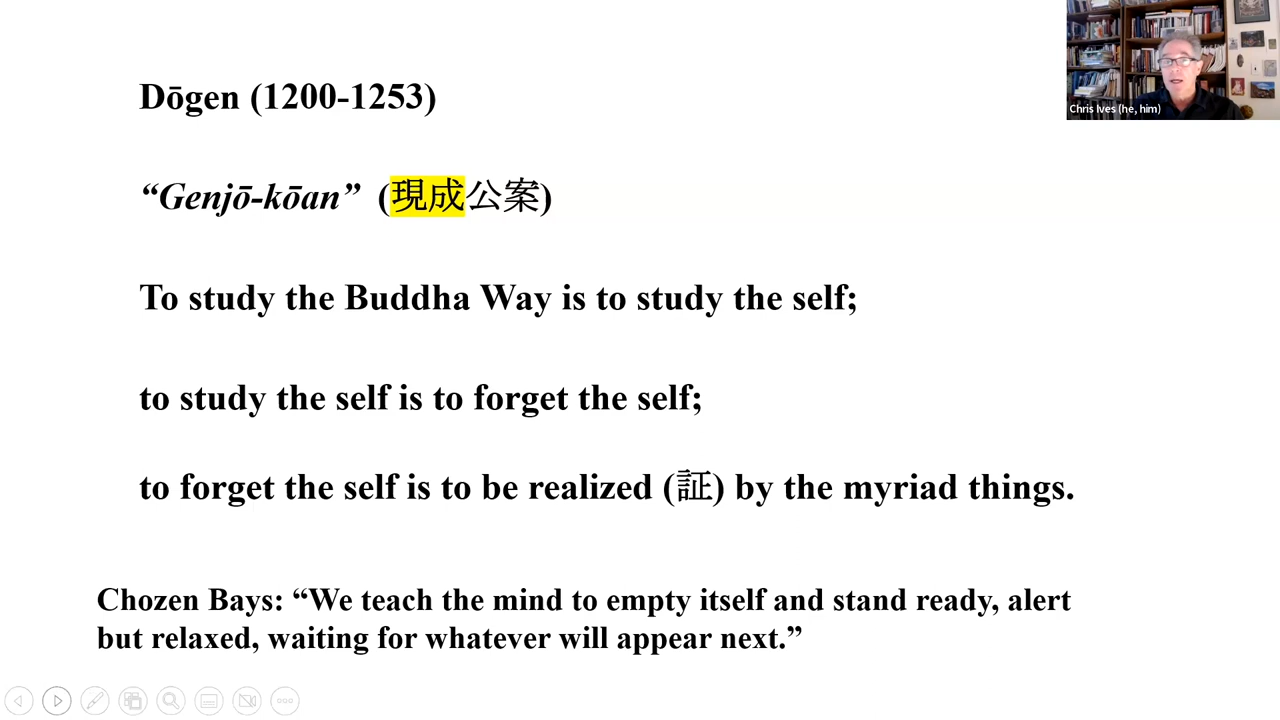 Dōgen (1200-1253)
“Genjō-kōan” (現成公案)
To study the Buddha Way is to study the self;
to study the self is to forget the self;
to forget the self is to be realized (証) by the myriad things.
Chozen Bays: “We teach the mind to empty itself and stand ready, alert
but relaxed, waiting for whatever will appear next.”
Chris Ives (he, him)